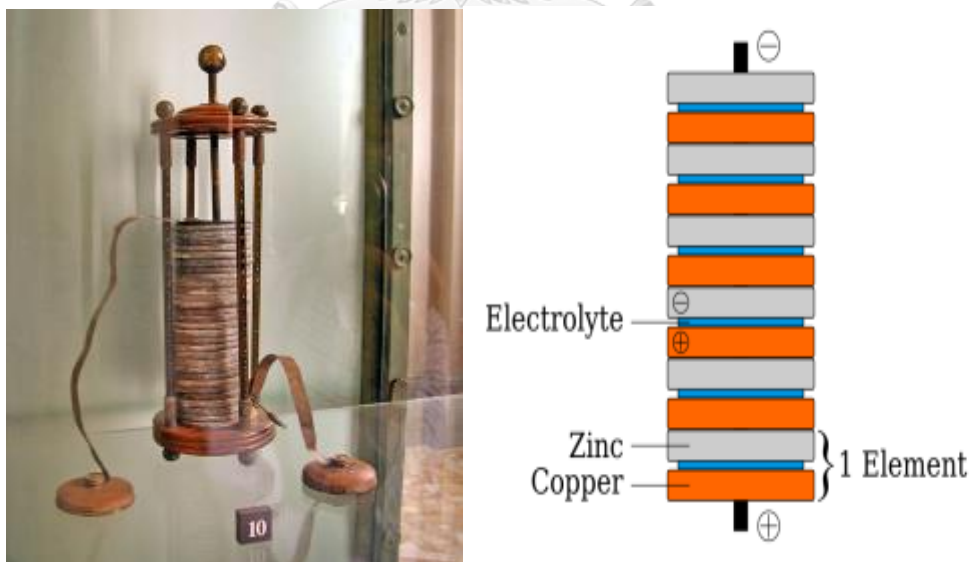 10
⊖
⊖
Electrolyte
⊕
Zinc
Copper
1 Element
⊕